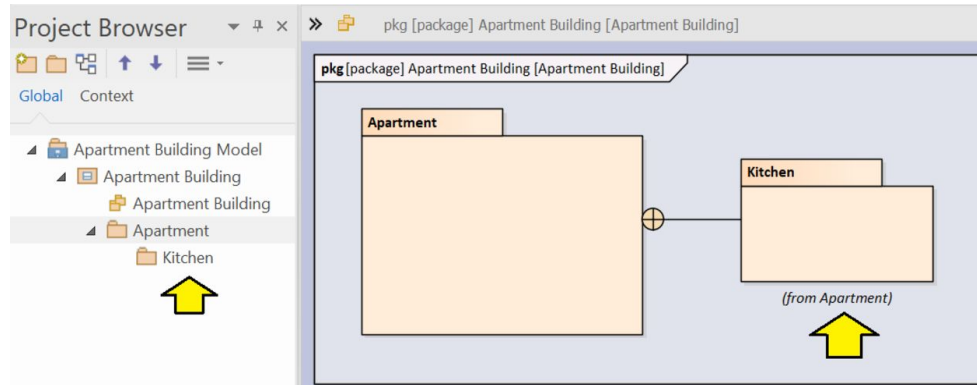 Project Browser
Global Context
Apartment Building Model
Apartment Building
Apartment Building
Apartment
Kitchen
pkg [package] Apartment Building [Apartment Building]
pkg [package] Apartment Building [Apartment Building]
Apartment
Kitchen
(from Apartment)